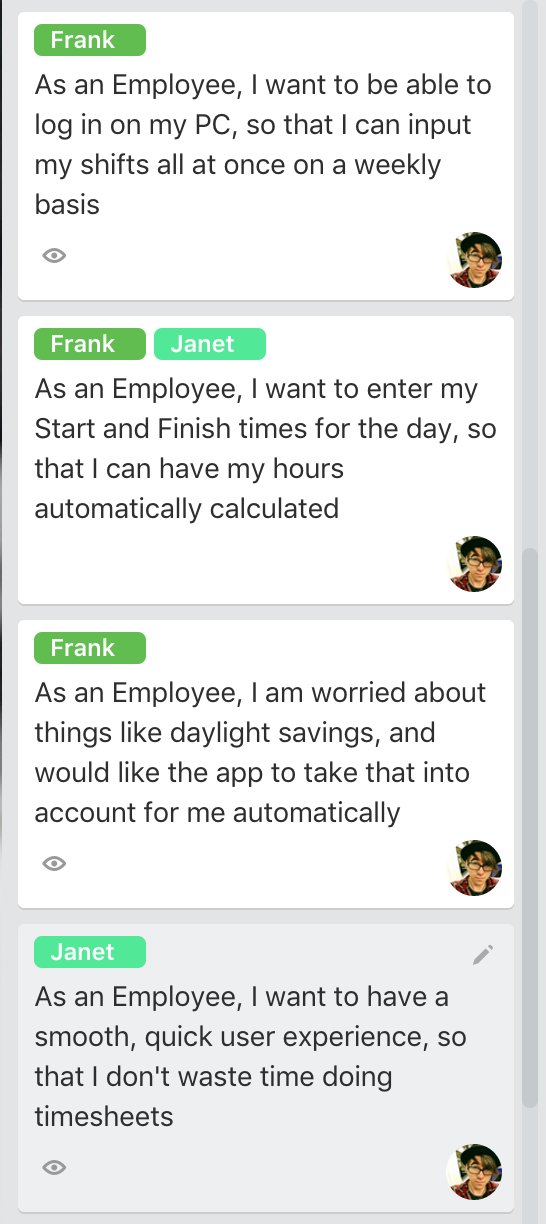 Frank
As an Employee, I want to be able to
log in on my PC, so that I can input
my shifts all at once on a weekly
basis
Frank Janet
As an Employee, I want to enter my
Start and Finish times for the day, so
that I can have my hours
automatically calculated
Frank
As an Employee, I am worried about
things like daylight savings, and
would like the app to take that into
account for me automatically
Janet
As an Employee, I want to have a
smooth, quick user experience, so
that I don't waste time doing
timesheets